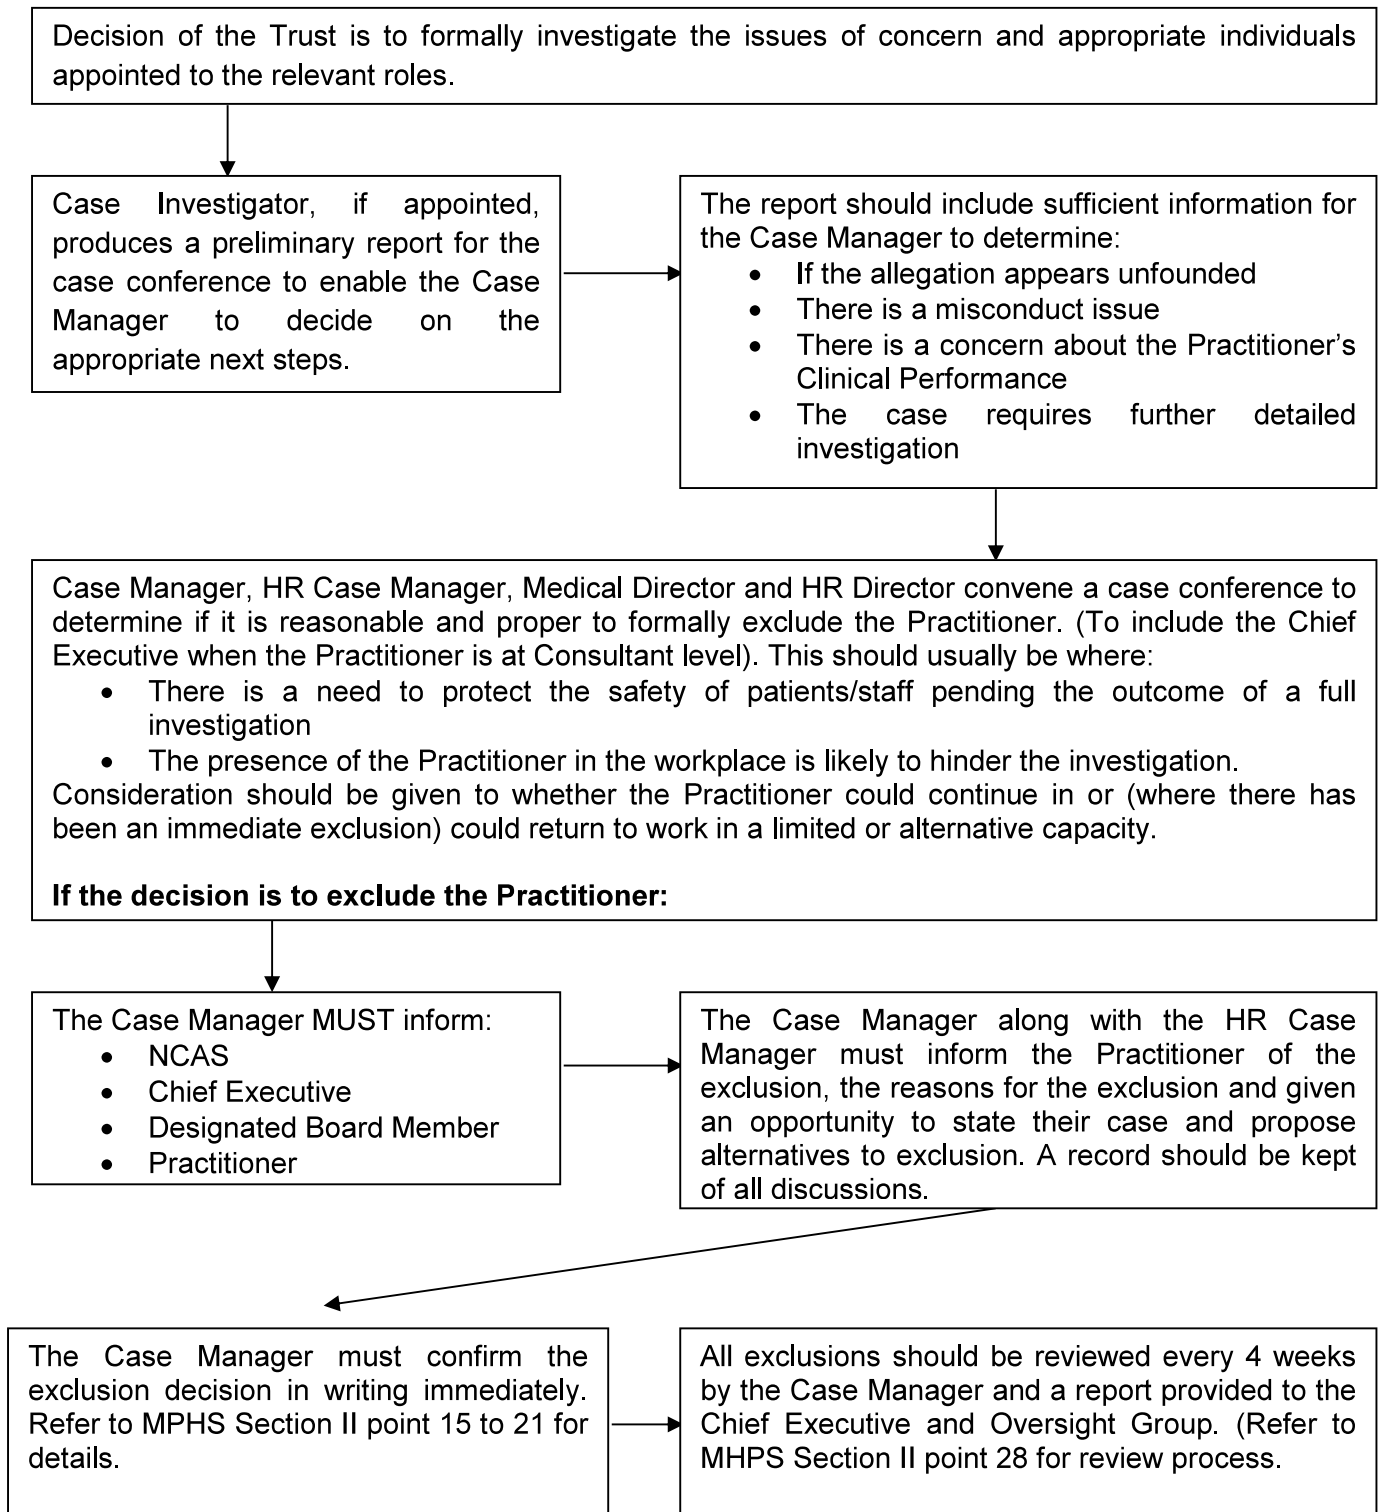 Decision of the Trust is to formally investigate the issues of concern and appropriate individuals
appointed to the relevant roles.
Case Investigator, if appointed,
produces a preliminary report for the
case conference to enable the Case
Manager to decide on the
appropriate next steps.
The report should include sufficient information for
the Case Manager to determine:
• If the allegation appears unfounded
• There is a misconduct issue
• There is a concern about the Practitioner’s
Clinical Performance
• The case requires further detailed
investigation
Case Manager, HR Case Manager, Medical Director and HR Director convene a case conference to
determine if it is reasonable and proper to formally exclude the Practitioner. (To include the Chief
Executive when the Practitioner is at Consultant level). This should usually be where:
• There is a need to protect the safety of patients/staff pending the outcome of a full
investigation
• The presence of the Practitioner in the workplace is likely to hinder the investigation.
Consideration should be given to whether the Practitioner could continue in or (where there has
been an immediate exclusion) could return to work in a limited or alternative capacity.
If the decision is to exclude the Practitioner:
The Case Manager MUST inform:
• NCAS
• Chief Executive
• Designated Board Member
• Practitioner
The Case Manager along with the HR Case
Manager must inform the Practitioner of the
exclusion, the reasons for the exclusion and given
an opportunity to state their case and propose
alternatives to exclusion. A record should be kept
of all discussions.
The Case Manager must confirm the
exclusion decision in writing immediately.
Refer to MPHS Section II point 15 to 21 for
details.
All exclusions should be reviewed every 4 weeks
by the Case Manager and a report provided to the
Chief Executive and Oversight Group. (Refer to
MHPS Section II point 28 for review process.